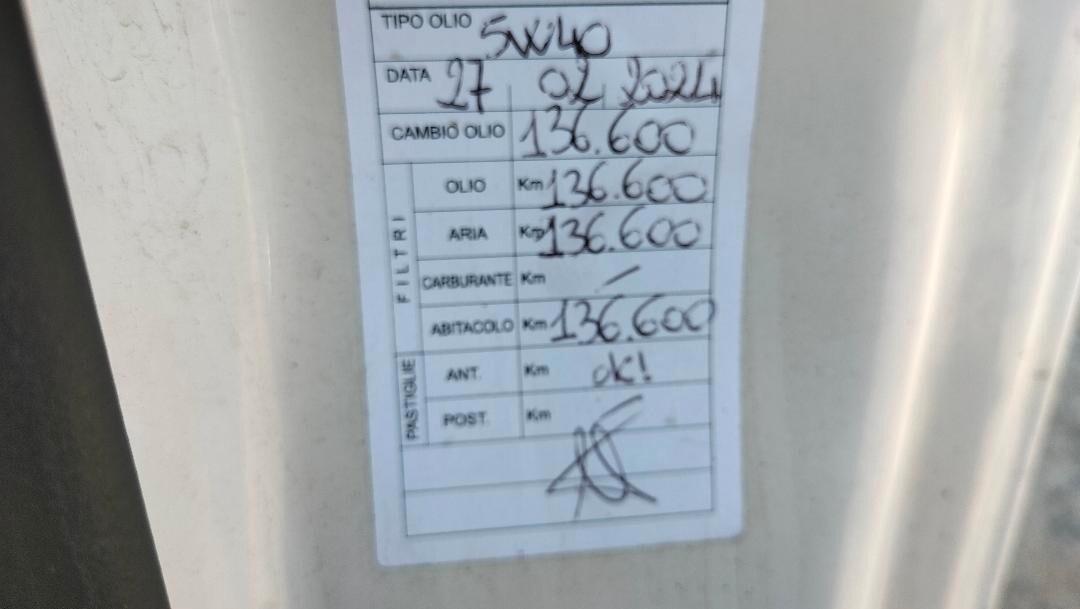 TIPO OLIO 5W40
DATA 27 02 2024
CAMBIO OLIO 136.600
FILTRI
OLIO Km 136.600
ARIA Km 136.600
CARBURANTE Km /
ABITACOLO Km 136.600
PASTIGLIE
ANT. Km ok!
POST. Km